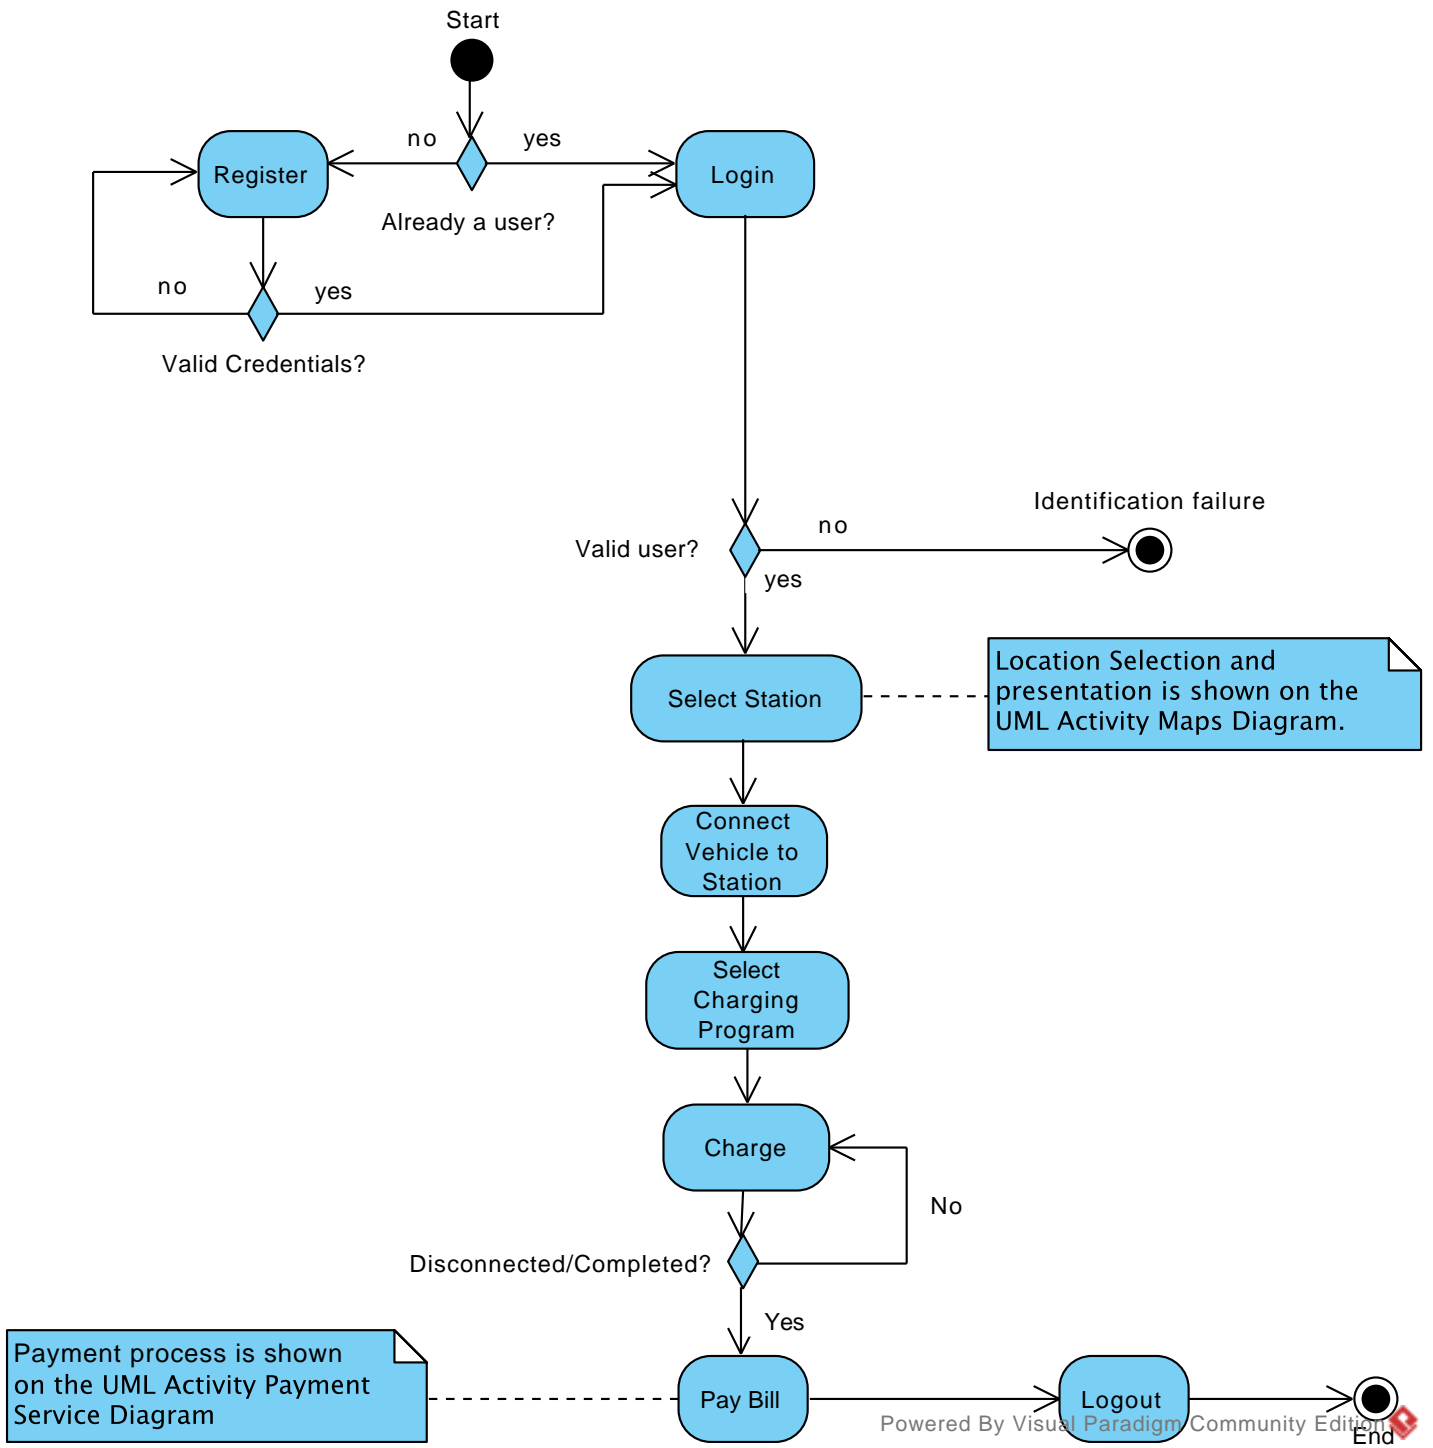 Start
no
yes
Register
Login
Already a user?
no
yes
Valid Credentials?
Identification failure
no
Valid user?
yes
Location Selection and
presentation is shown on the
UML Activity Maps Diagram.
Select Station
Connect
Vehicle to
Station
Select
Charging
Program
Charge
No
Disconnected/Completed?
Yes
Payment process is shown
on the UML Activity Payment
Service Diagram
Pay Bill
Logout
Powered By Visual Paradigm Community Edition
End